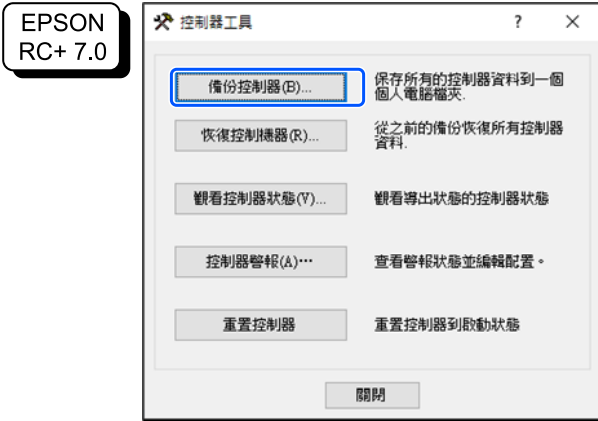 EPSON
RC+ 7.0
控制器工具
?
備份控制器(B)...
保存所有的控制器資料到一個
個人電腦檔夾.
恢復控制機器(R)...
從之前的備份恢復所有控制器
資料.
觀看控制器狀態(V)...
觀看導出狀態的控制器狀態
控制器警報(A)⋯
查看警報狀態並編輯配置。
重置控制器
重置控制器到啟動狀態
關閉